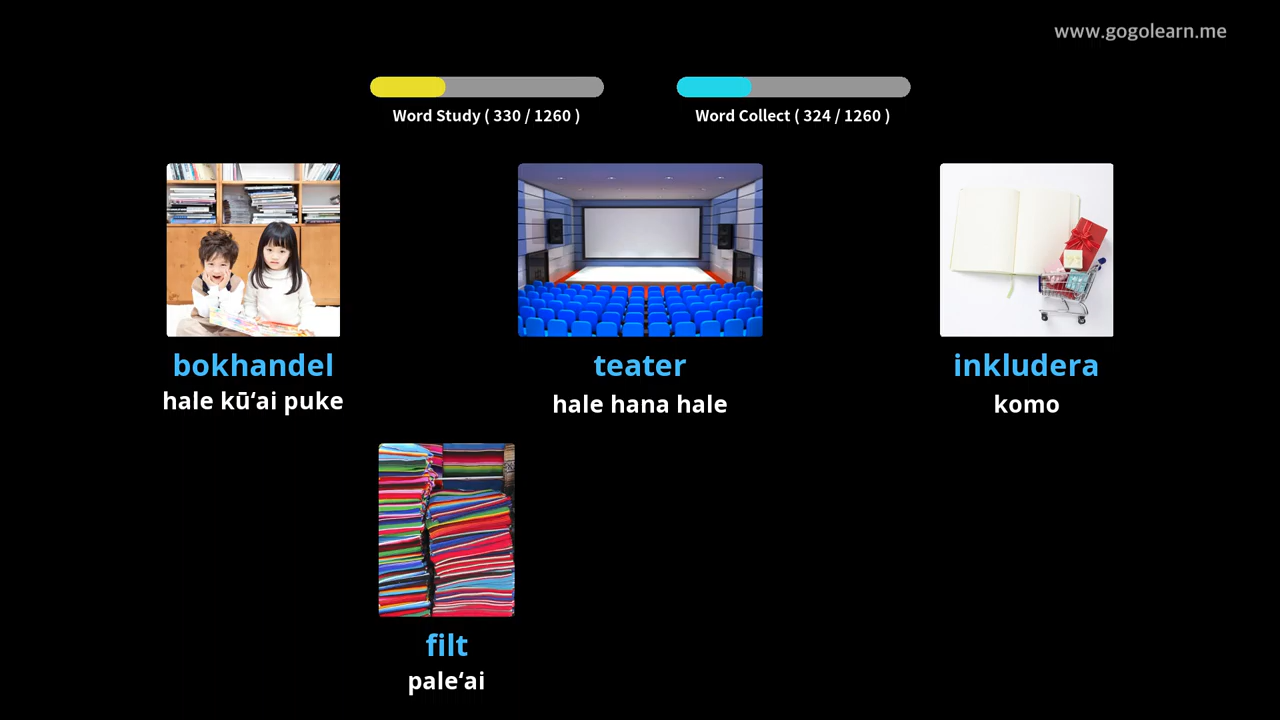 www.gogolearn.me
Word Study ( 330 / 1260 )
Word Collect ( 324 / 1260 )
bokhandel
hale kūʻai puke
teater
hale hana hale
inkludera
komo
filt
paleʻai